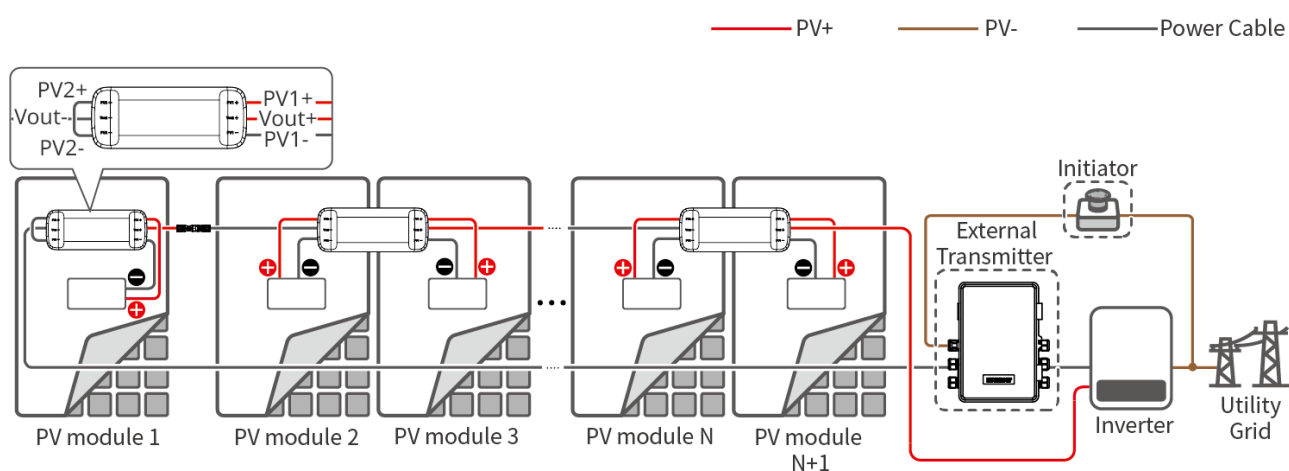 PV+
PV-
Power Cable
PV2+
Vout-
PV2-
PV1+
Vout+
PV1-
Initiator
External
Transmitter
PV module 1
PV module 2
PV module 3
PV module N
PV module
N+1
Inverter
Utility
Grid